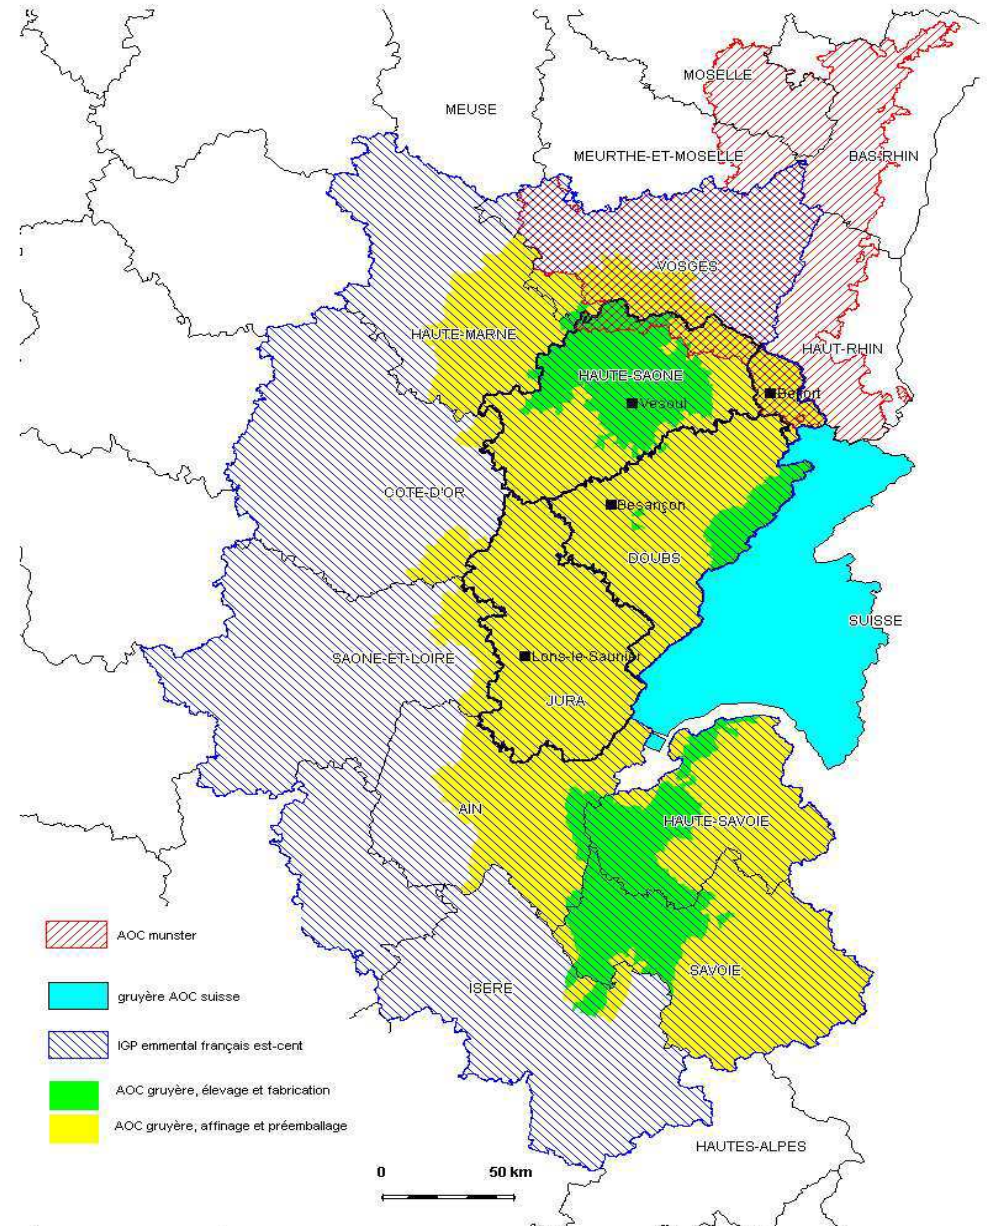 MOSELLE
MEUSE
MEURTHE-ET-MOSELLE
BAS-RHIN
VOSGES
HAUTE-MARNE
HAUT-RHIN
HAUTE-SAONE
Belfort
Vesoul
COTE-D'OR
Besançon
DOUBS
SUISSE
SAONE-ET-LOIRE
Lons-le-Saunier
JURA
AIN
HAUTE-SAVOIE
SAVOIE
ISERE
AOC munster
gruyère AOC suisse
IGP emmental français est-cent
AOC gruyère, élevage et fabrication
AOC gruyère, affinage et préemballage
HAUTES-ALPES
0 50 km